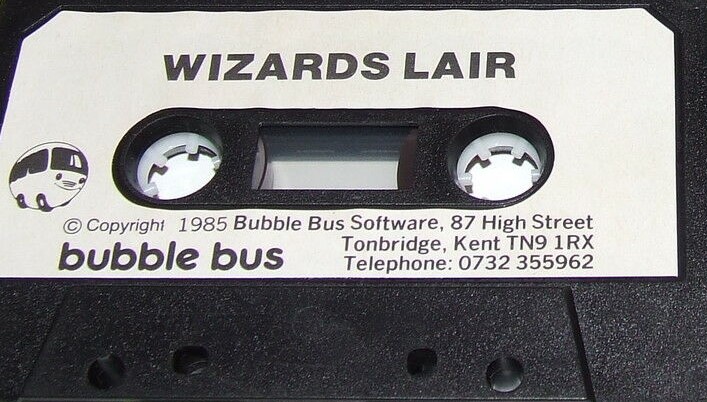 WIZARDS LAIR
© Copyright 1985 Bubble Bus Software, 87 High Street
Tonbridge, Kent TN9 1RX
bubble bus
Telephone: 0732 355962